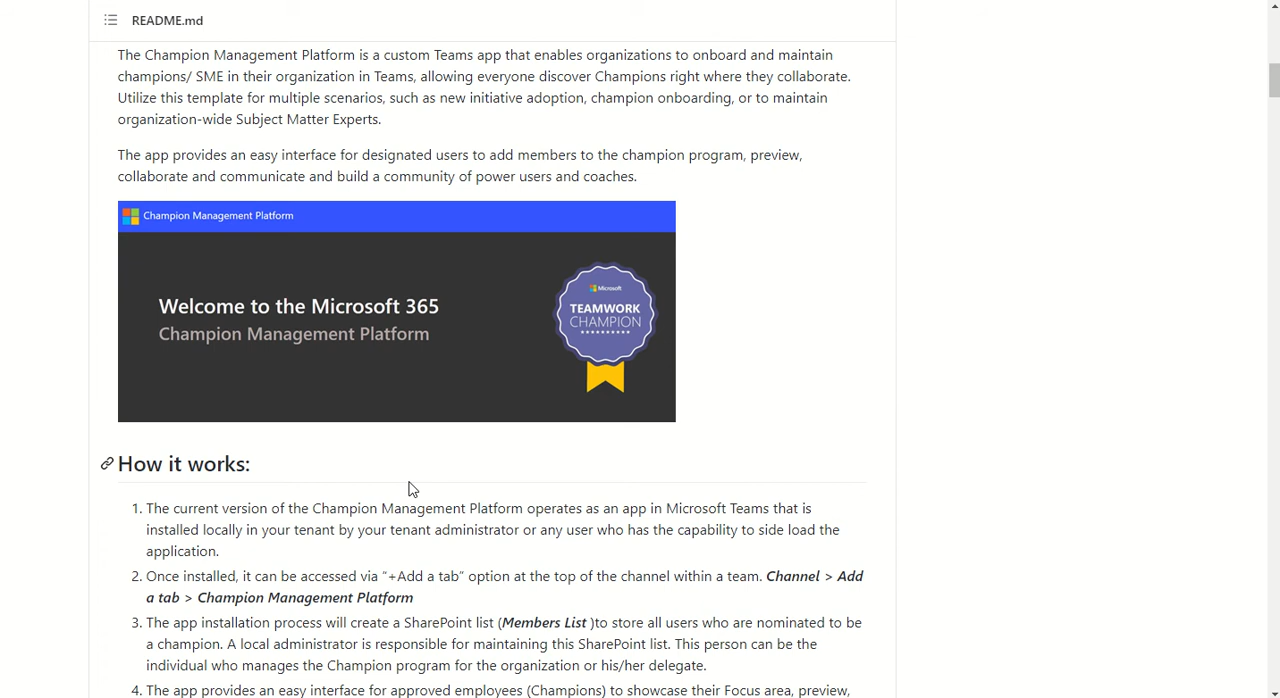 README.md
The Champion Management Platform is a custom Teams app that enables organizations to onboard and maintain
champions/ SME in their organization in Teams, allowing everyone discover Champions right where they collaborate.
Utilize this template for multiple scenarios, such as new initiative adoption, champion onboarding, or to maintain
organization-wide Subject Matter Experts.
The app provides an easy interface for designated users to add members to the champion program, preview,
collaborate and communicate and build a community of power users and coaches.
Champion Management Platform
Welcome to the Microsoft 365
Champion Management Platform
Microsoft
TEAMWORK
CHAMPION
How it works:
1. The current version of the Champion Management Platform operates as an app in Microsoft Teams that is
installed locally in your tenant by your tenant administrator or any user who has the capability to side load the
application.
2. Once installed, it can be accessed via “+Add a tab” option at the top of the channel within a team. Channel > Add
a tab > Champion Management Platform
3. The app installation process will create a SharePoint list (Members List )to store all users who are nominated to be
a champion. A local administrator is responsible for maintaining this SharePoint list. This person can be the
individual who manages the Champion program for the organization or his/her delegate.
4. The app provides an easy interface for approved employees (Champions) to showcase their Focus area, preview,